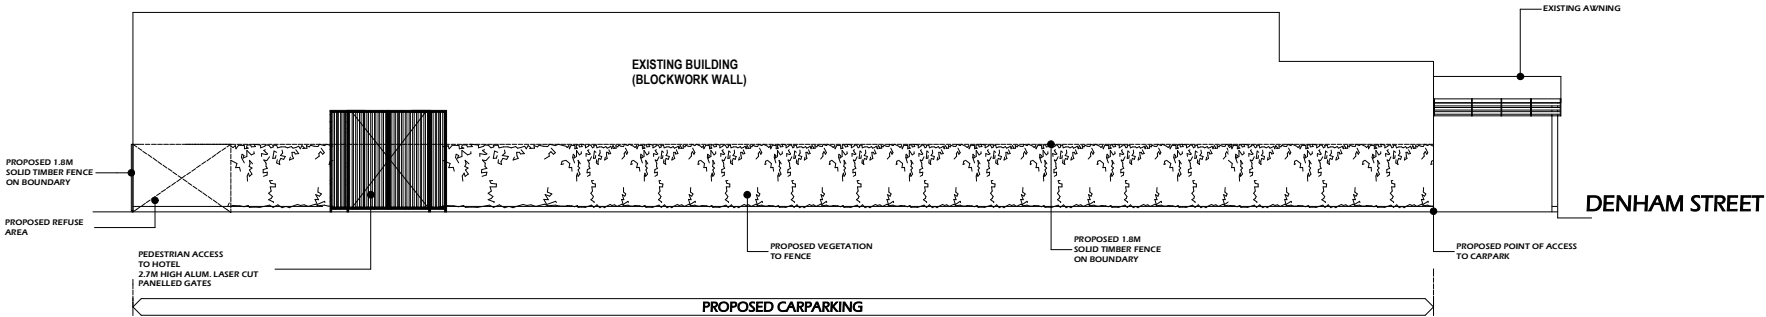 EXISTING AWNING
EXISTING BUILDING
(BLOCKWORK WALL)
PROPOSED 1.8M
SOLID TIMBER FENCE
ON BOUNDARY
DENHAM STREET
PROPOSED REFUSE
AREA
PEDESTRIAN ACCESS
TO HOTEL
2.7M HIGH ALUM. LASER CUT
PANELLED GATES
PROPOSED VEGETATION
TO FENCE
PROPOSED 1.8M
SOLID TIMBER FENCE
ON BOUNDARY
PROPOSED POINT OF ACCESS
TO CARPARK
PROPOSED CARPARKING